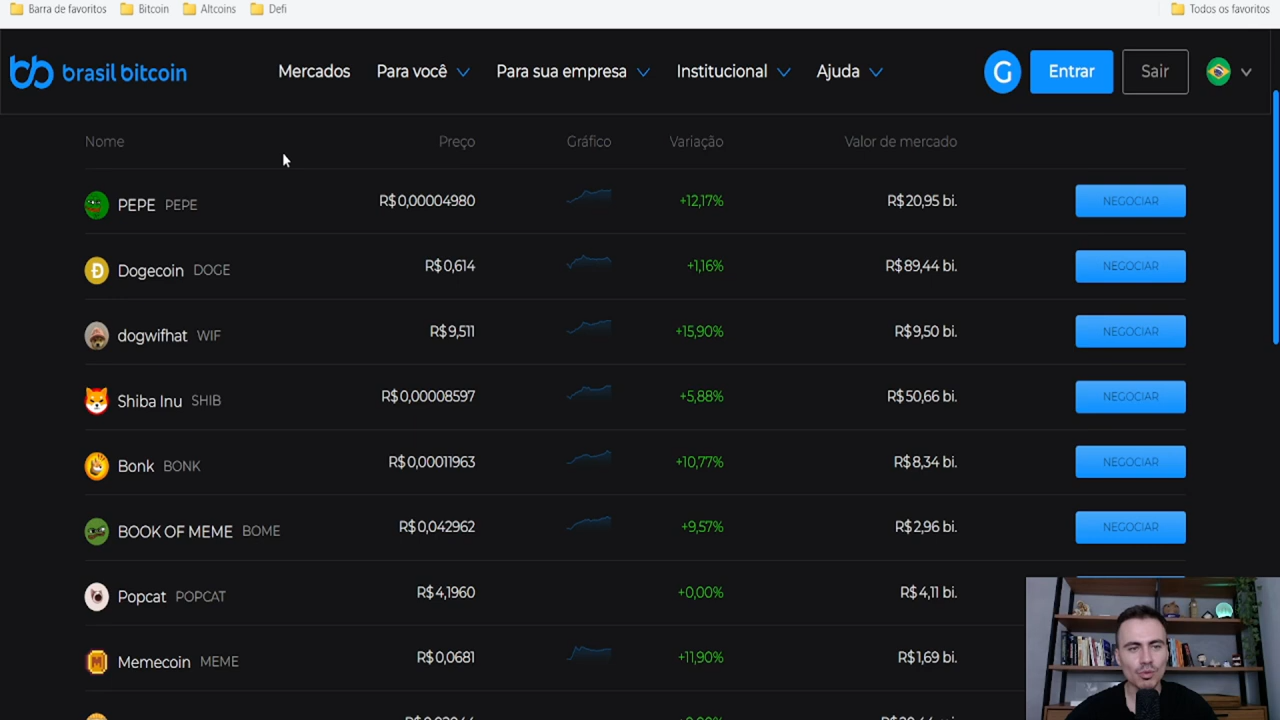 Barra de favoritos Bitcoin Altcoins Defi Todos os favoritos
brasil bitcoin Mercados Para você Para sua empresa Institucional Ajuda G Entrar Sair
Nome Preço Gráfico Variação Valor de mercado
PEPE PEPE R$0,00004980 +12,17% R$20,95 bi. NEGOCIAR
Dogecoin DOGE R$0,614 +1,16% R$89,44 bi. NEGOCIAR
dogwifhat WIF R$9,511 +15,90% R$9,50 bi. NEGOCIAR
Shiba Inu SHIB R$0,00008597 +5,88% R$50,66 bi. NEGOCIAR
Bonk BONK R$0,00011963 +10,77% R$8,34 bi. NEGOCIAR
BOOK OF MEME BOME R$0,042962 +9,57% R$2,96 bi. NEGOCIAR
Popcat POPCAT R$4,1960 +0,00% R$4,11 bi.
Memecoin MEME R$0,0681 +11,90% R$1,69 bi.